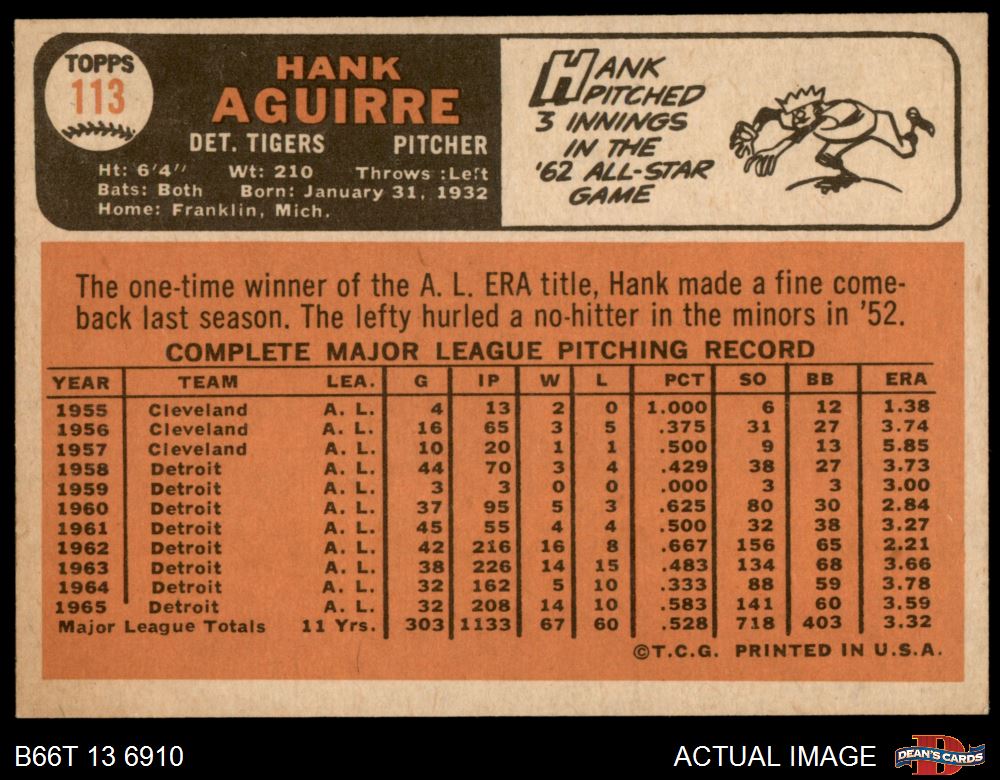 TOPPS
113
HANK
AGUIRRE
DET. TIGERS PITCHER
Ht: 6'4" Wt: 210 Throws :Left
Bats: Both Born: January 31, 1932
Home: Franklin, Mich.
HANK
PITCHED
3 INNINGS
IN THE
'62 ALL-STAR
GAME
The one-time winner of the A. L. ERA title, Hank made a fine come-
back last season. The lefty hurled a no-hitter in the minors in '52.
COMPLETE MAJOR LEAGUE PITCHING RECORD
YEAR TEAM LEA. G IP W L PCT SO BB ERA
1955 Cleveland A. L. 4 13 2 0 1.000 6 12 1.38
1956 Cleveland A. L. 16 65 3 5 .375 31 27 3.74
1957 Cleveland A. L. 10 20 1 1 .500 9 13 5.85
1958 Detroit A. L. 44 70 3 4 .429 38 27 3.73
1959 Detroit A. L. 3 3 0 0 .000 3 3 3.00
1960 Detroit A. L. 37 95 5 3 .625 80 30 2.84
1961 Detroit A. L. 45 55 4 4 .500 32 38 3.27
1962 Detroit A. L. 42 216 16 8 .667 156 65 2.21
1963 Detroit A. L. 38 226 14 15 .483 134 68 3.66
1964 Detroit A. L. 32 162 5 10 .333 88 59 3.78
1965 Detroit A. L. 32 208 14 10 .583 141 60 3.59
Major League Totals 11 Yrs. 303 1133 67 60 .528 718 403 3.32
©T.C.G. PRINTED IN U.S.A.
B66T 13 6910
ACTUAL IMAGE
D
DEAN'S CARDS